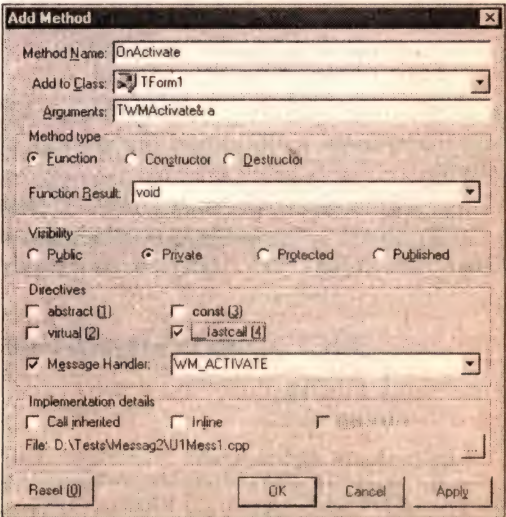 Add Method
Method Name: OnActivate
Add to Class: TForm1
Arguments: TWMActivate& a
Method type
Function Constructor Destructor
Function Result: void
Visibility
Public Private Protected Published
Directives
abstract (1) const (3)
virtual (2) __fastcall (4)
Message Handler: WM_ACTIVATE
Implementation details
Call inherited Inline
File: D:\Tests\Messag2\U1Mess1.cpp ...
Reset (0) OK Cancel Apply